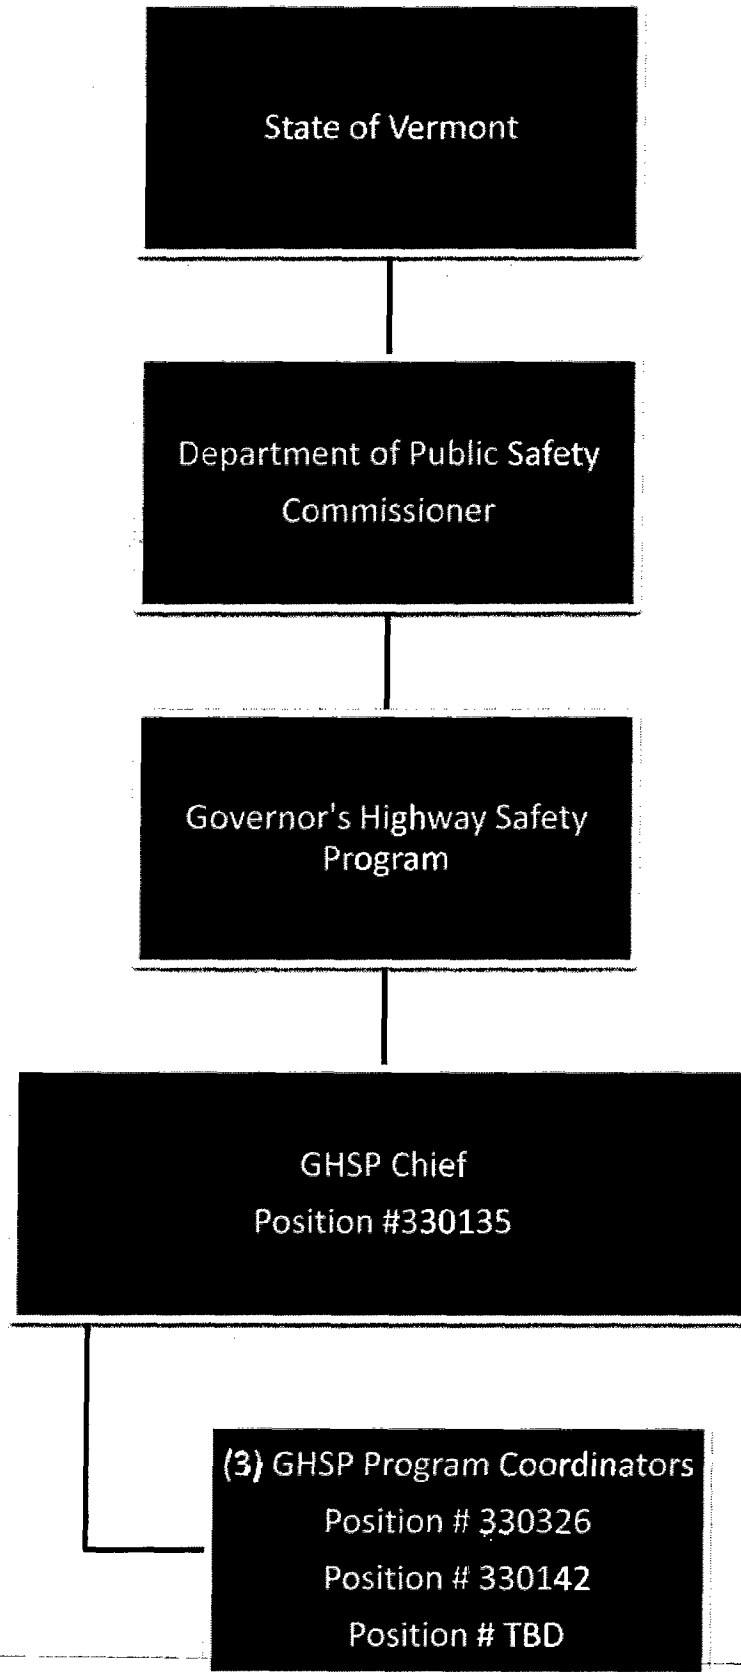 State of Vermont
Department of Public Safety
Commissioner
Governor's Highway Safety
Program
GHSP Chief
Position #330135
(3) GHSP Program Coordinators
Position # 330326
Position # 330142
Position # TBD